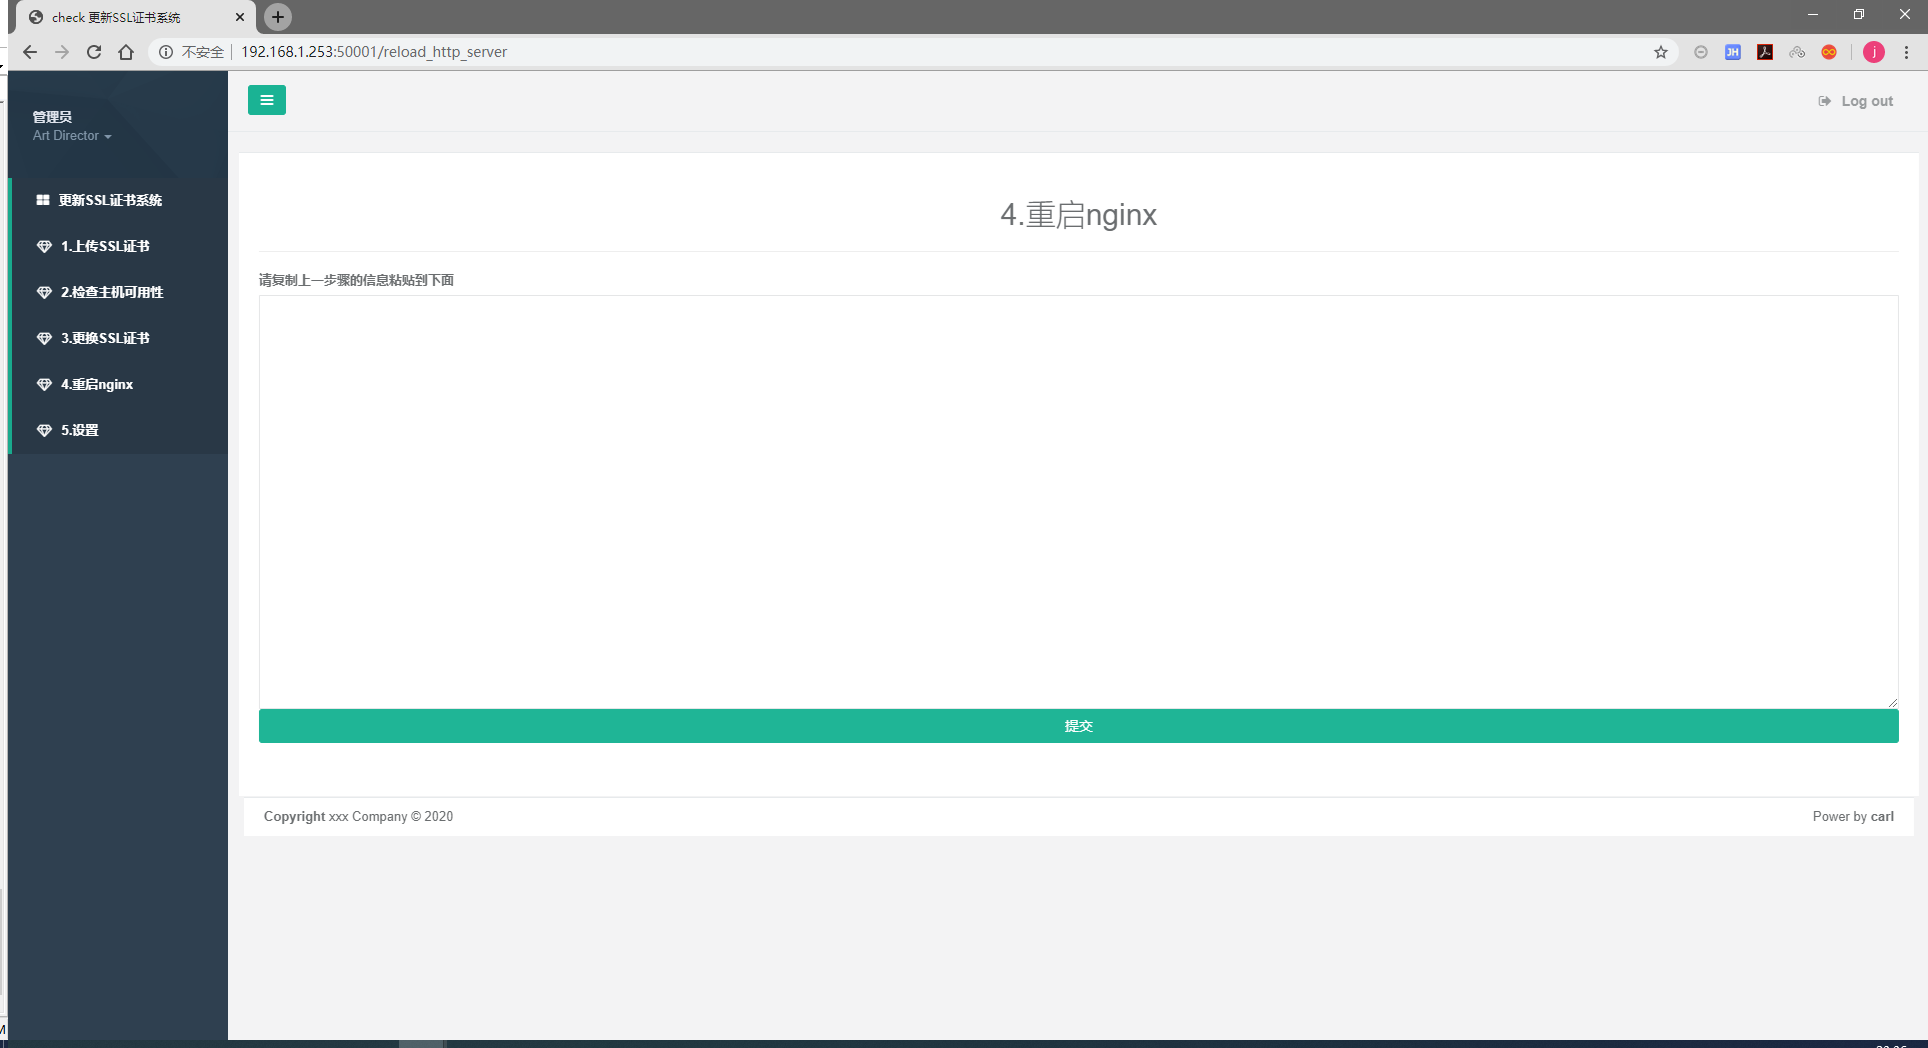 check 更新SSL证书系统
不安全 192.168.1.253:50001/reload_http_server
JH
j
管理员
Art Director
Log out
更新SSL证书系统
1.上传SSL证书
2.检查主机可用性
3.更换SSL证书
4.重启nginx
5.设置
4.重启nginx
请复制上一步骤的信息粘贴到下面
提交
Copyright xxx Company © 2020
Power by carl